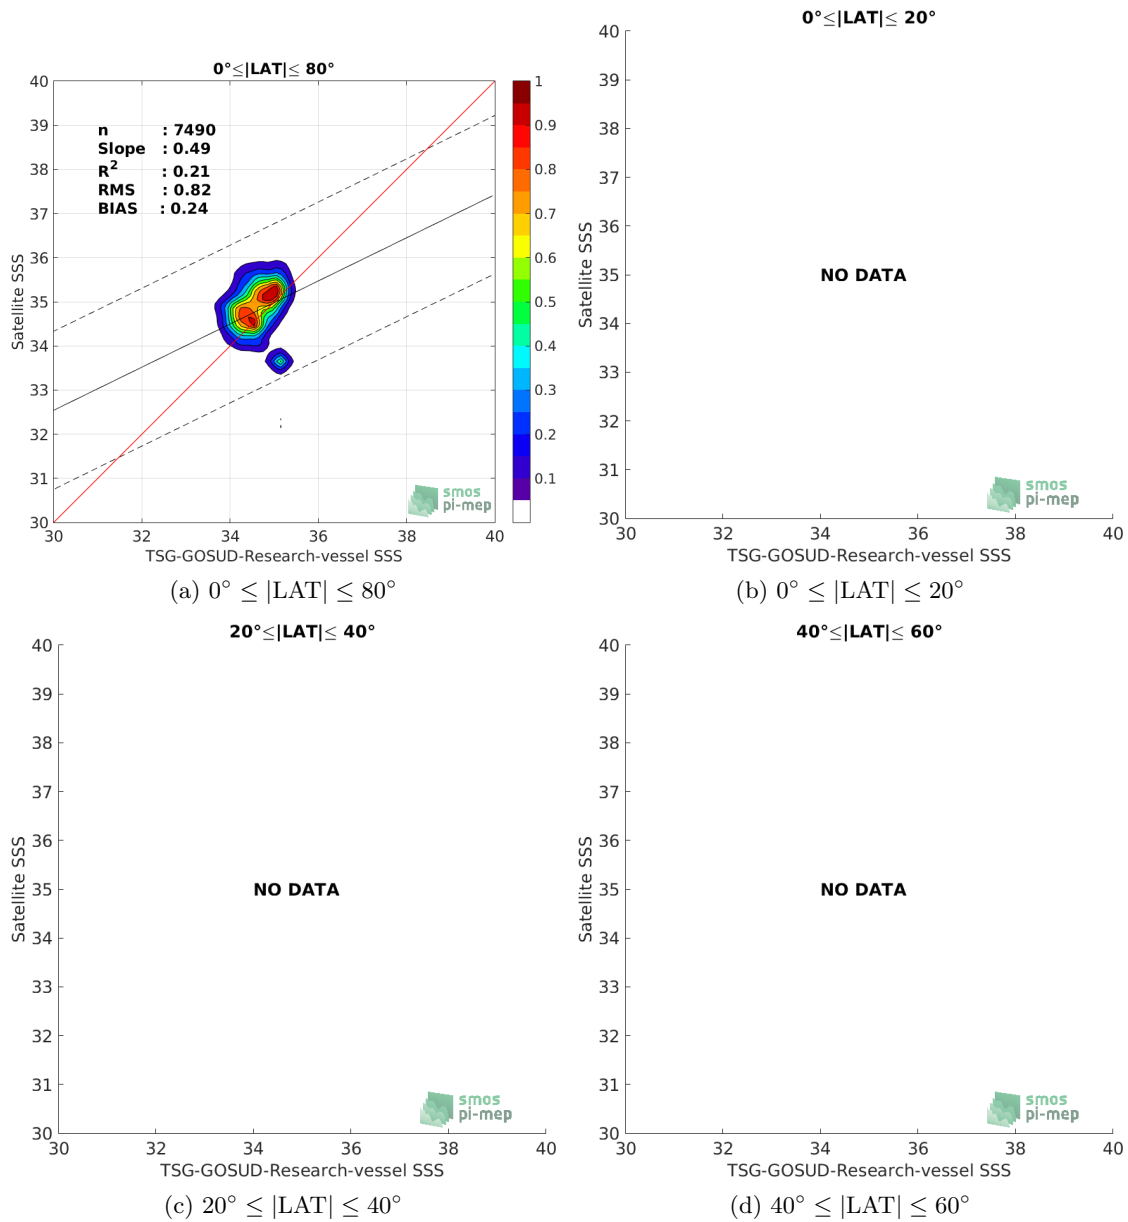 0°≤|LAT|≤ 80°
40
39
38
37
36
35
34
33
32
31
30
30
32
34
36
38
40
Satellite SSS
TSG-GOSUD-Research-vessel SSS
n : 7490
Slope : 0.49
R² : 0.21
RMS : 0.82
BIAS : 0.24
1
0.9
0.8
0.7
0.6
0.5
0.4
0.3
0.2
0.1
smos
pi-mep
(a) 0° ≤ |LAT| ≤ 80°
0°≤|LAT|≤ 20°
40
39
38
37
36
35
34
33
32
31
30
30
32
34
36
38
40
Satellite SSS
TSG-GOSUD-Research-vessel SSS
NO DATA
smos
pi-mep
(b) 0° ≤ |LAT| ≤ 20°
20°≤|LAT|≤ 40°
40
39
38
37
36
35
34
33
32
31
30
30
32
34
36
38
40
Satellite SSS
TSG-GOSUD-Research-vessel SSS
NO DATA
smos
pi-mep
(c) 20° ≤ |LAT| ≤ 40°
40°≤|LAT|≤ 60°
40
39
38
37
36
35
34
33
32
31
30
30
32
34
36
38
40
Satellite SSS
TSG-GOSUD-Research-vessel SSS
NO DATA
smos
pi-mep
(d) 40° ≤ |LAT| ≤ 60°